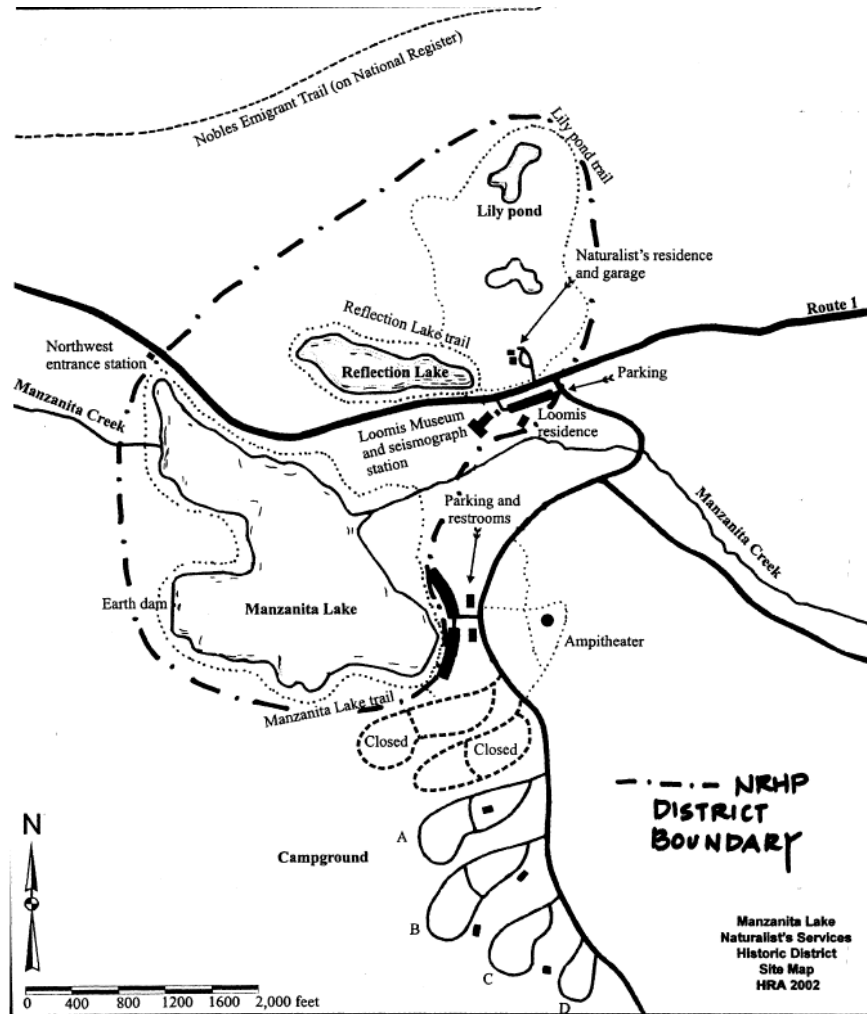 Nobles Emigrant Trail (on National Register)
Lily pond trail
Lily pond
Naturalist's residence
and garage
Route 1
Reflection Lake trail
Northwest
entrance station
Reflection Lake
Parking
Manzanita Creek
Loomis Museum
and seismograph
station
Loomis
residence
Parking and
restrooms
Manzanita
Creek
Earth dam
Manzanita Lake
Ampitheater
Manzanita Lake trail
Closed
Closed
NRHP
DISTRICT
BOUNDARY
N
A
Campground
B
C
D
Manzanita Lake
Naturalist's Services
Historic District
Site Map
HRA 2002
0 400 800 1200 1600 2,000 feet